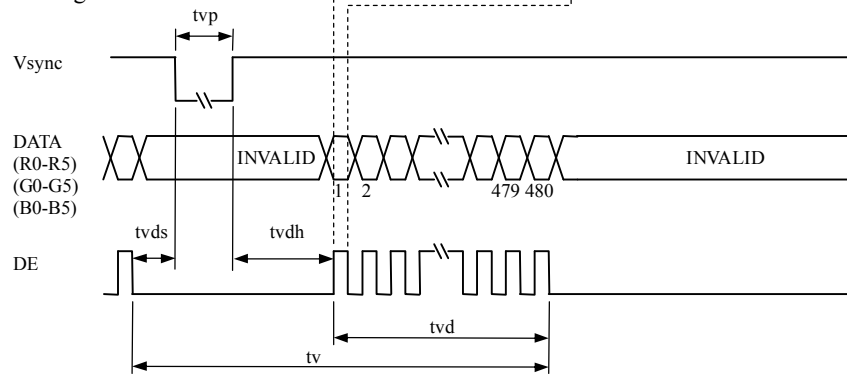 tvp
Vsync
DATA
(R0-R5)
(G0-G5)
(B0-B5)
INVALID
INVALID
1 2 479 480
tvds tvdh
DE
tvd
tv